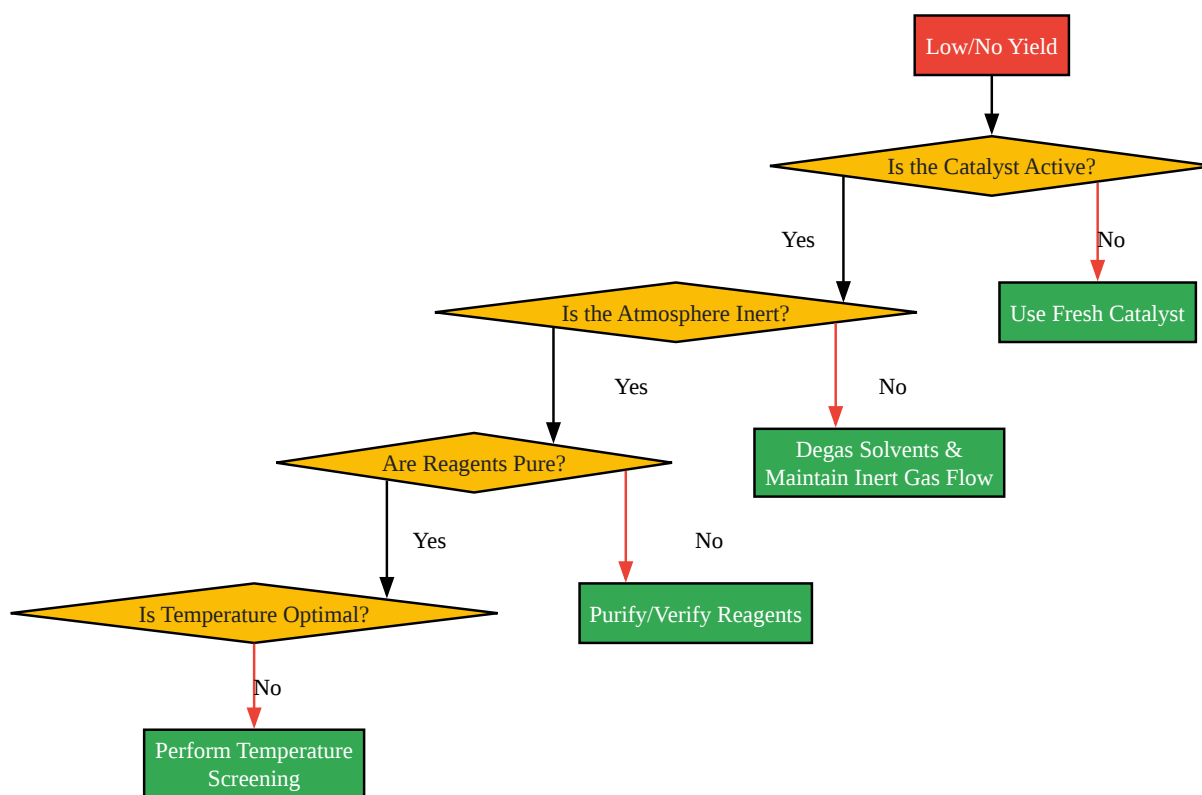 Low/No Yield
Is the Catalyst Active?
Yes
No
Is the Atmosphere Inert?
Use Fresh Catalyst
Yes
No
Degas Solvents &
Maintain Inert Gas Flow
Are Reagents Pure?
Yes
No
Is Temperature Optimal?
Purify/Verify Reagents
No
Perform Temperature
Screening